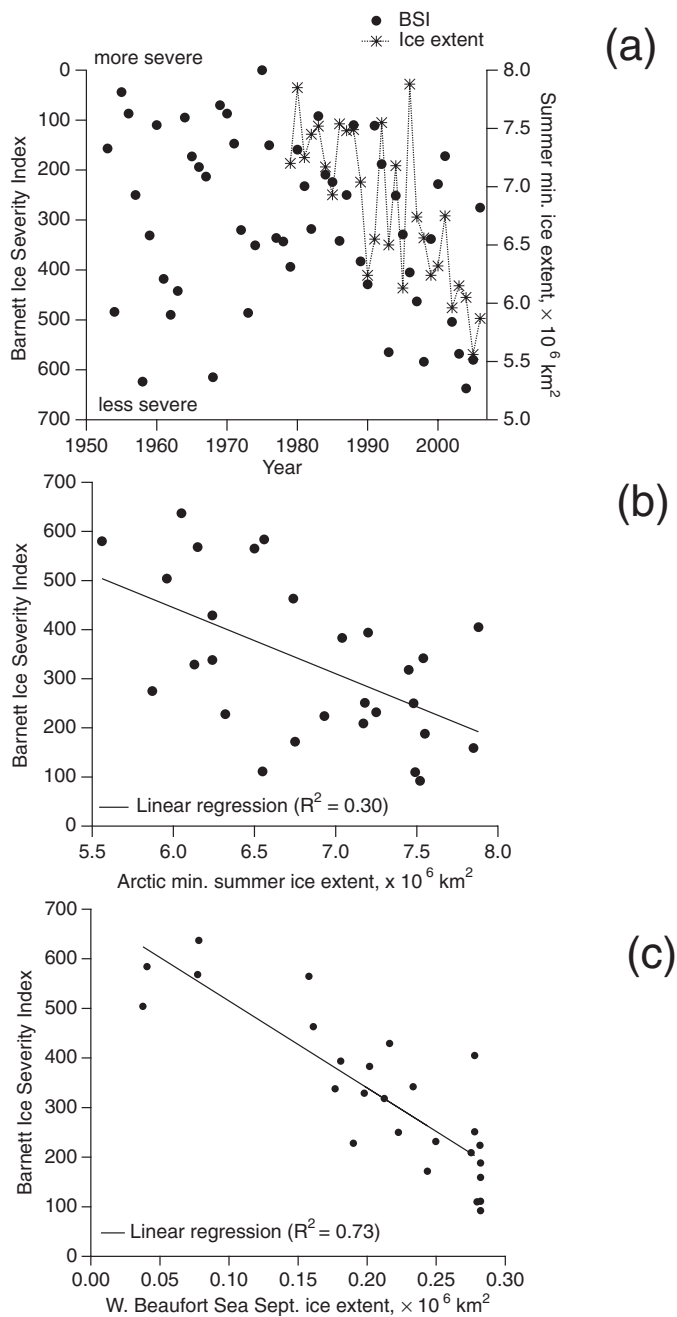 BSI
Ice extent
(a)
more severe
0
100
200
300
400
500
600
700
less severe
Barnett Ice Severity Index
8.0
7.5
7.0
6.5
6.0
5.5
5.0
Summer min. ice extent, × 10⁶ km²
1950 1960 1970 1980 1990 2000
Year
(b)
700
600
500
400
300
200
100
0
Barnett Ice Severity Index
Linear regression (R² = 0.30)
5.5 6.0 6.5 7.0 7.5 8.0
Arctic min. summer ice extent, x 10⁶ km²
(c)
700
600
500
400
300
200
100
0
Barnett Ice Severity Index
Linear regression (R² = 0.73)
0.00 0.05 0.10 0.15 0.20 0.25 0.30
W. Beaufort Sea Sept. ice extent, × 10⁶ km²